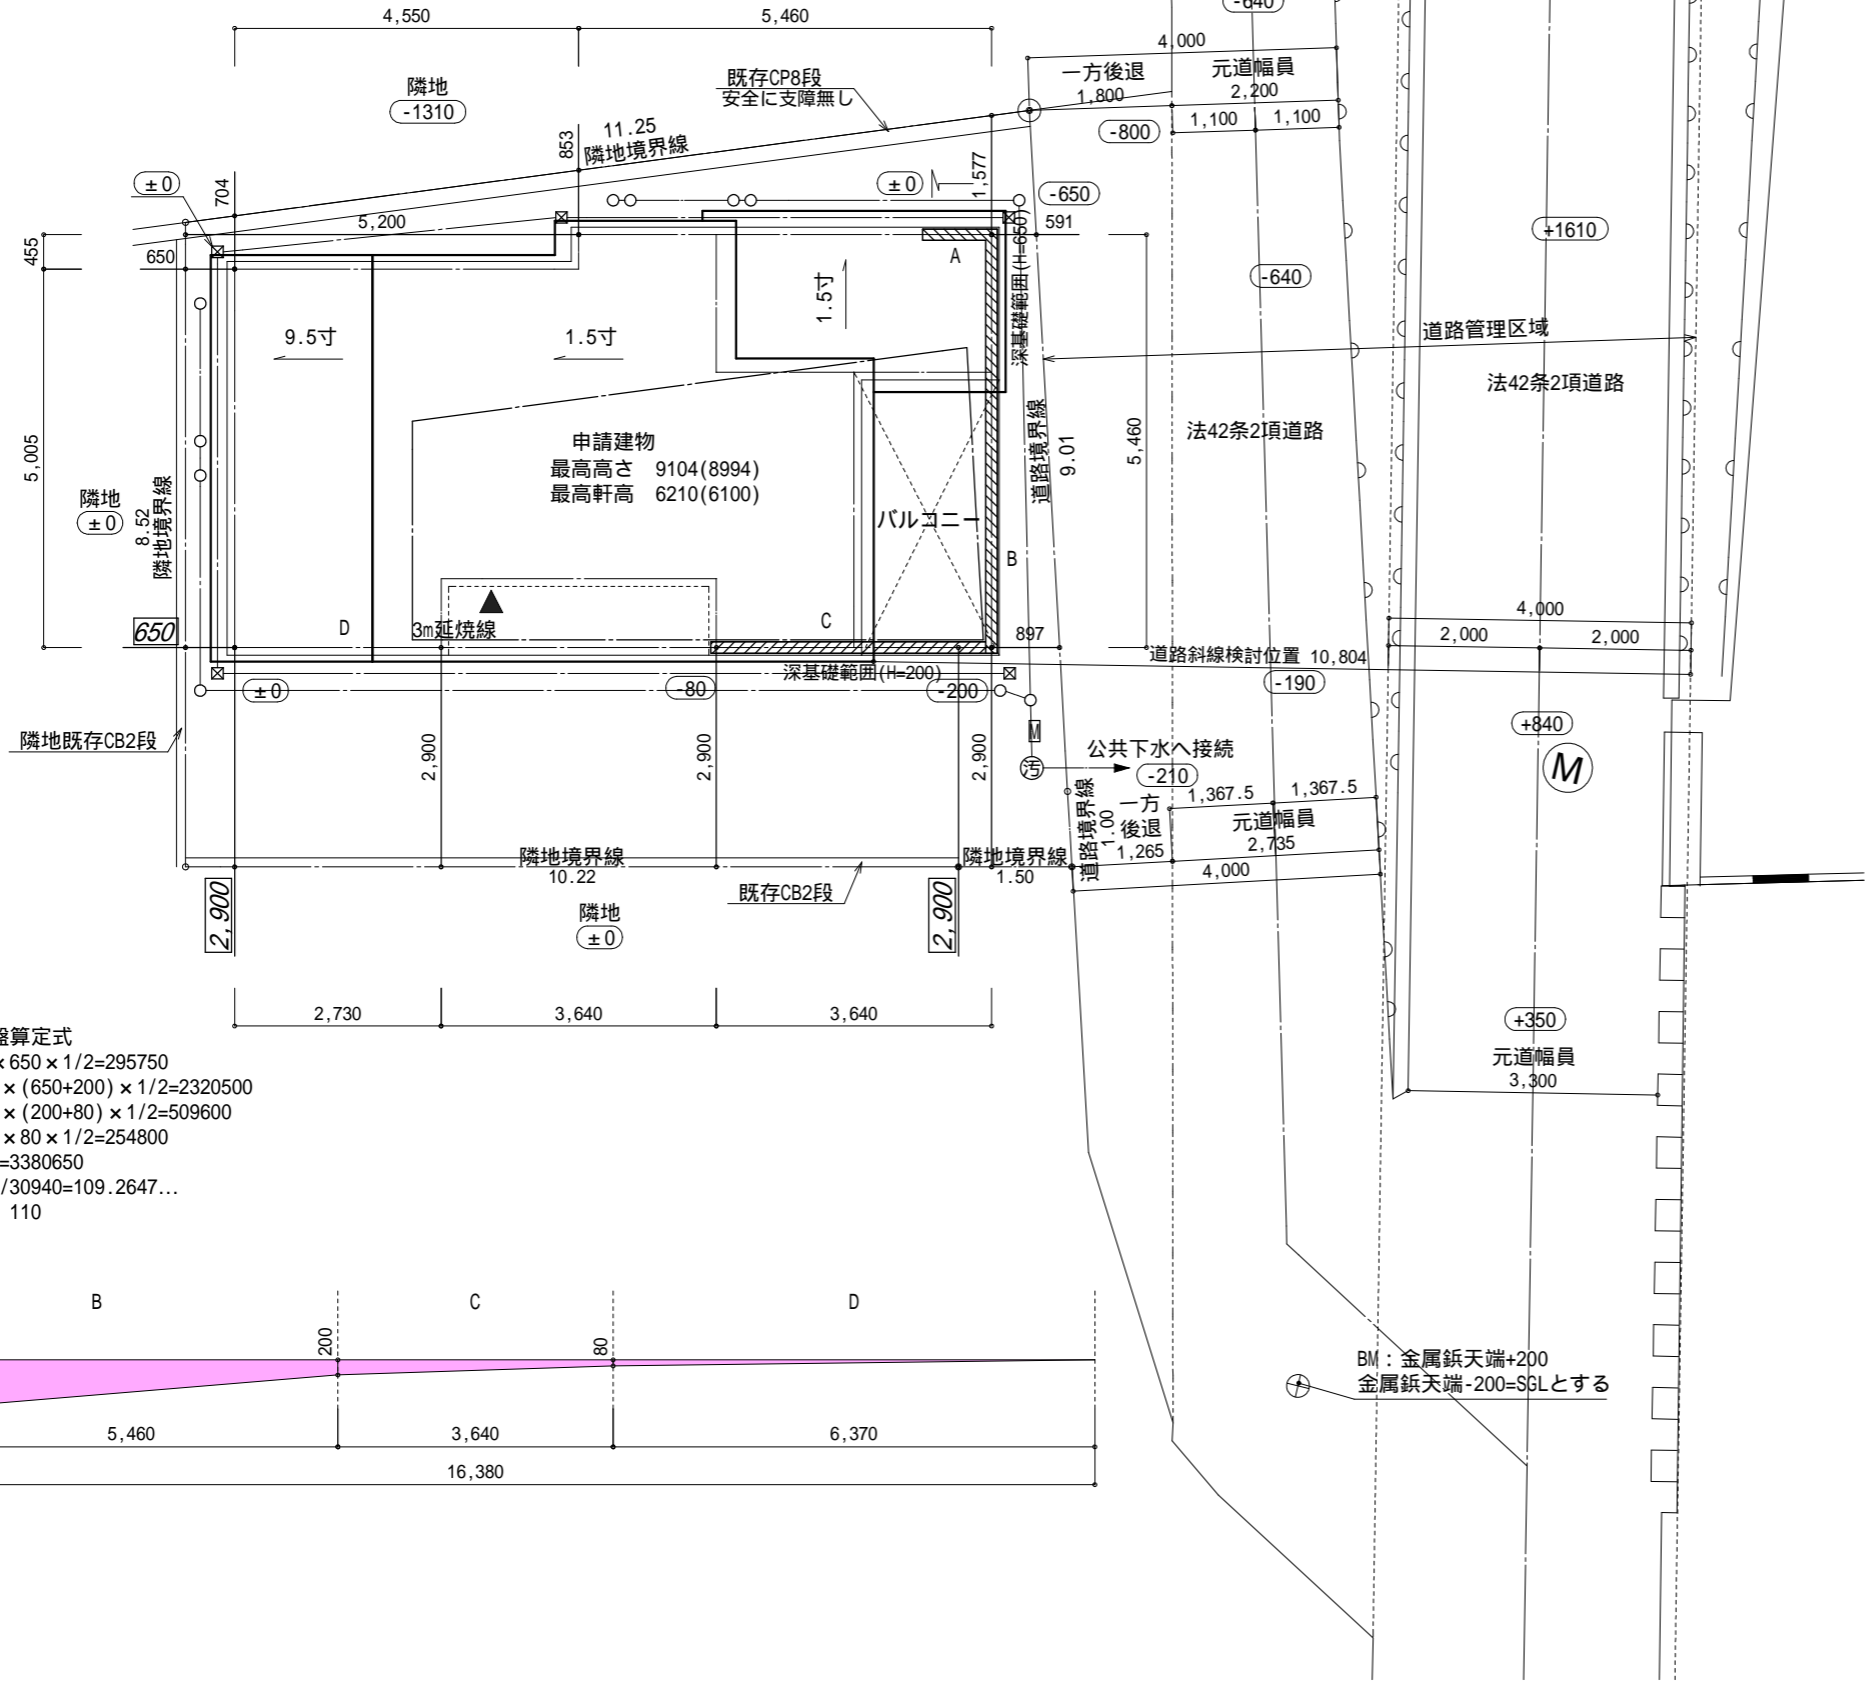 4,550
5,460
-640
4,000
一方後退
元道幅員
1,800
2,200
1,100
1,100
-800
隣地
-1310
既存CP8段
安全に支障無し
11.25
隣地境界線
853
704
1,577
±0
±0
-650
5,200
591
455
650
5,005
A
9.5寸
1.5寸
1.5寸
深基礎範囲(H=650)
-640
+1610
道路管理区域
法42条2項道路
法42条2項道路
道路境界線
9.01
5,460
申請建物
最高高さ 9104(8994)
最高軒高 6210(6100)
バルコニー
隣地
±0
8.52
隣地境界線
B
C
D
650
3m延焼線
897
4,000
2,000
2,000
道路斜線検討位置 10,804
深基礎範囲(H=200)
±0
-80
-200
-190
+840
M
隣地既存CB2段
2,900
2,900
2,900
M
汚
公共下水へ接続
-210
道路境界線
1.00
一方
後退
1,265
1,367.5
1,367.5
元道幅員
2,735
4,000
隣地境界線
10.22
隣地境界線
1.50
既存CB2段
2,900
2,900
隣地
±0
2,730
3,640
3,640
+350
元道幅員
3,300
盤算定式
×650×1/2=295750
×(650+200)×1/2=2320500
×(200+80)×1/2=509600
×80×1/2=254800
=3380650
/30940=109.2647…
110
B
C
D
200
80
5,460
3,640
6,370
16,380
BM：金属鋲天端+200
金属鋲天端-200=SGLとする